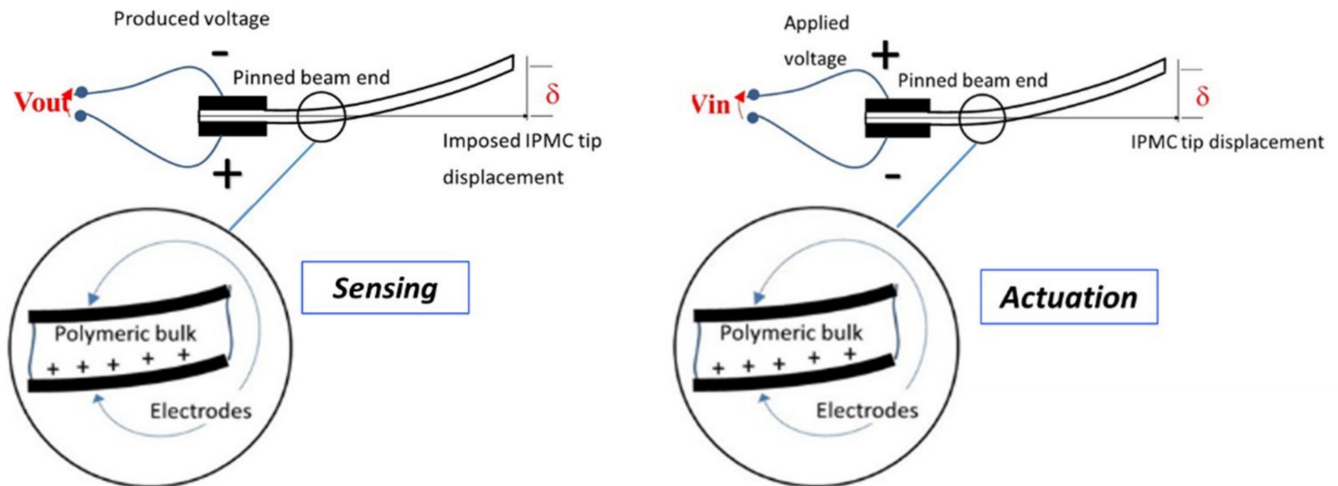 Produced voltage
-
Pinned beam end
Vout
δ
Imposed IPMC tip
displacement
+
Sensing
Polymeric bulk
+ + + + +
Electrodes
Applied
voltage
+
Pinned beam end
Vin
δ
IPMC tip displacement
-
Actuation
Polymeric bulk
+ + + + +
Electrodes